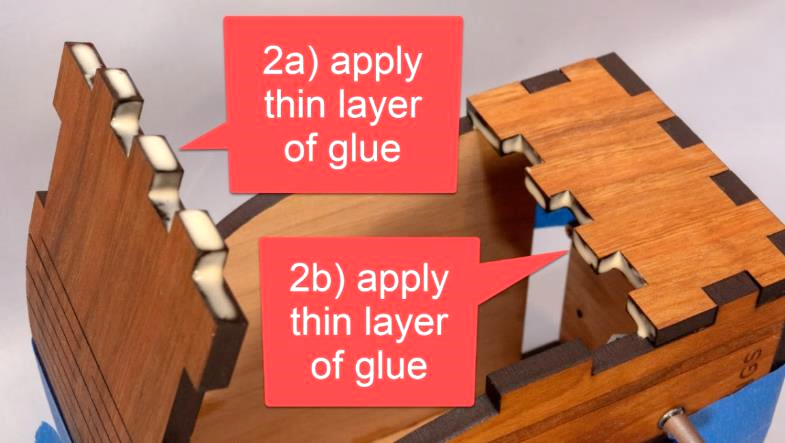 2a) apply
thin layer
of glue
2b) apply
thin layer
of glue